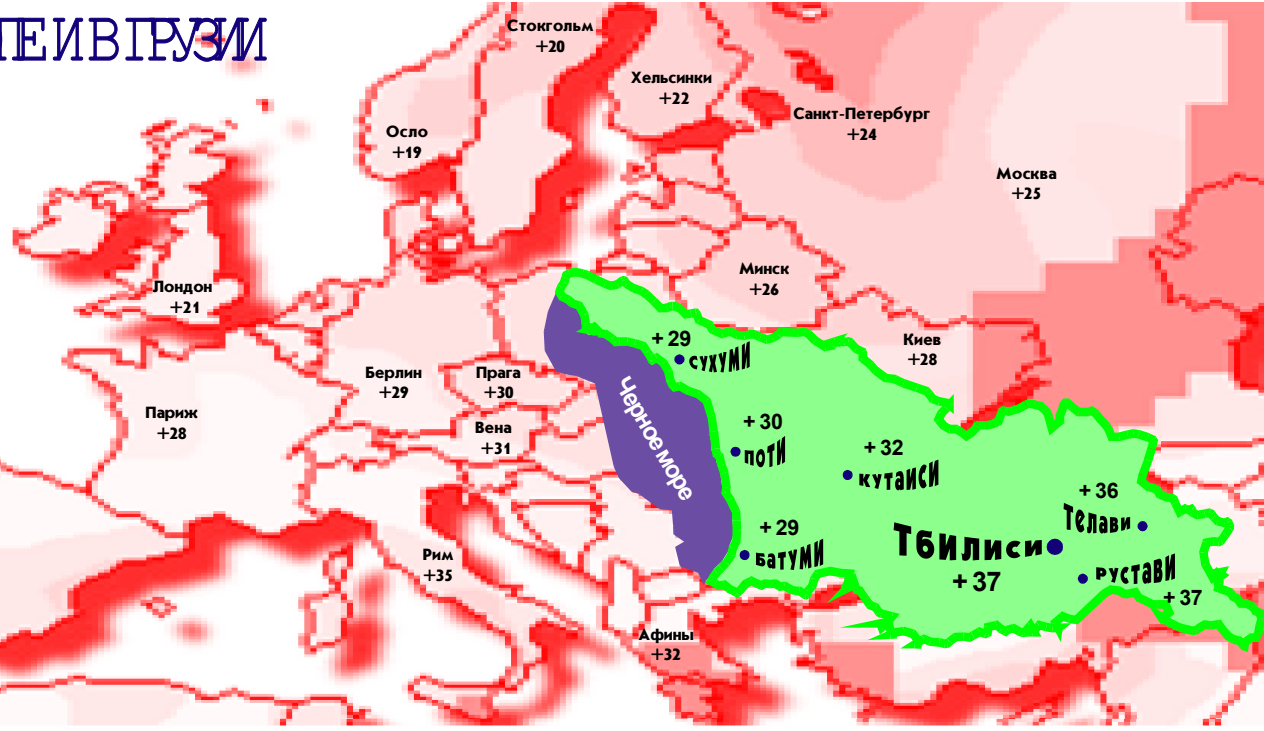 В ГРУЗИИ
Стокгольм
+20
Хельсинки
+22
Санкт-Петербург
+24
Осло
+19
Москва
+25
Минск
+26
Лондон
+21
Киев
+28
+29
сухуми
Берлин
+29
Прага
+30
Париж
+28
Вена
+31
Черное море
+30
поти
+32
кутаиси
+36
Телави
+29
батуми
Тбилиси
+37
рустави
+37
Рим
+35
Афины
+32